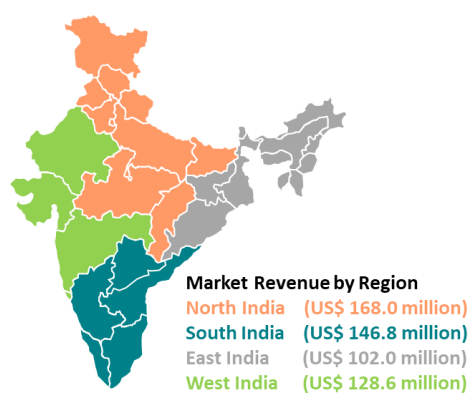 Market Revenue by Region
North India (US$ 168.0 million)
South India (US$ 146.8 million)
East India (US$ 102.0 million)
West India (US$ 128.6 million)